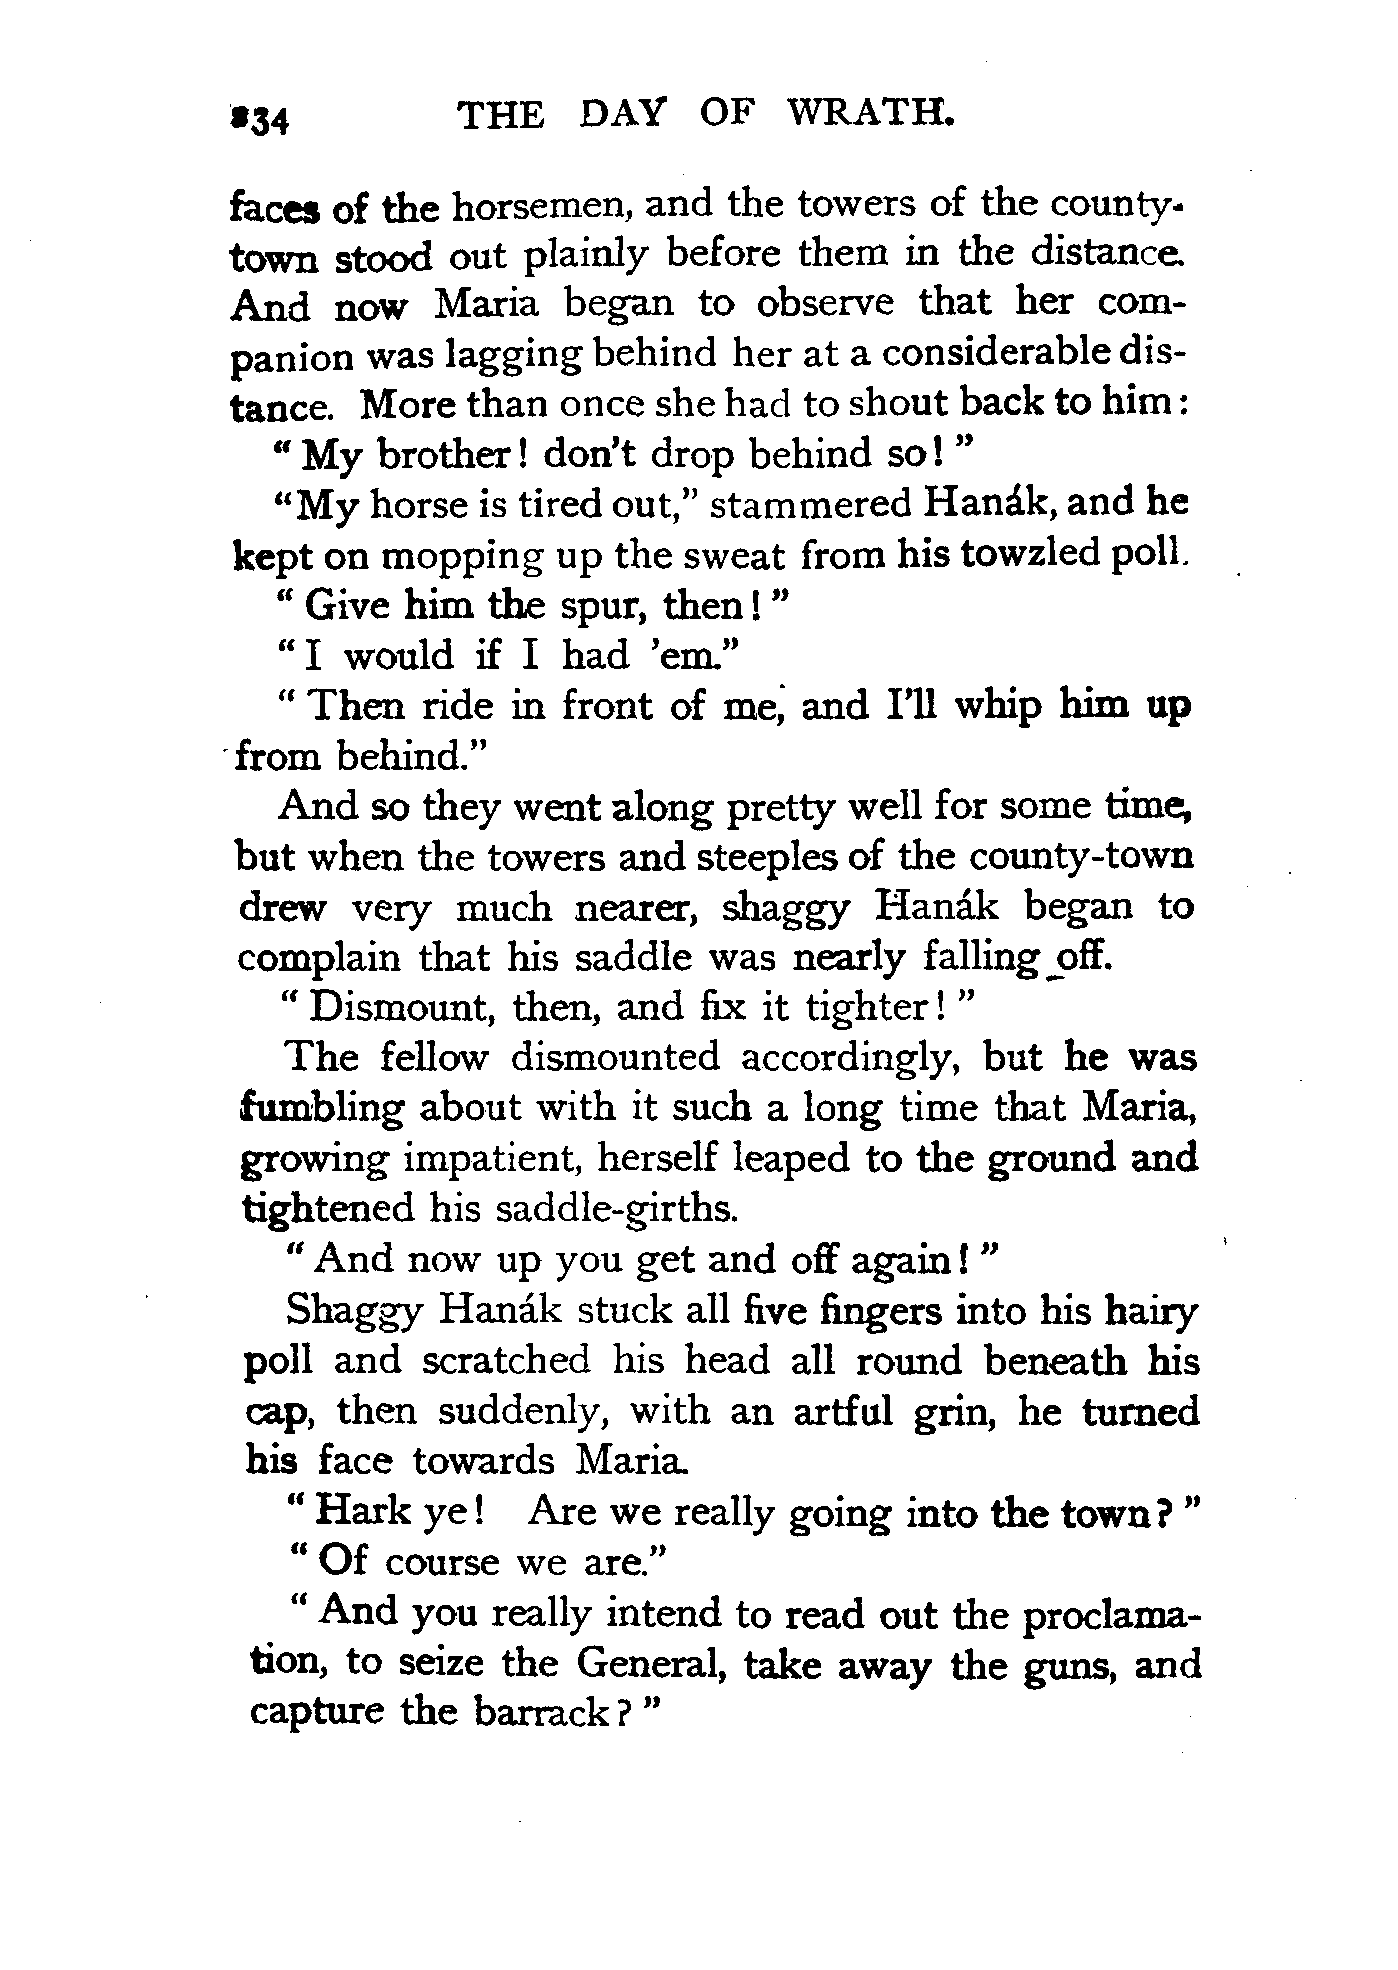 234 THE DAY OF WRATH.
faces of the horsemen, and the towers of the county-
town stood out plainly before them in the distance.
And now Maria began to observe that her com-
panion was lagging behind her at a considerable dis-
tance. More than once she had to shout back to him:
"My brother! don't drop behind so!"
"My horse is tired out," stammered Hanák, and he
kept on mopping up the sweat from his towzled poll.
"Give him the spur, then!"
"I would if I had 'em."
"Then ride in front of me, and I'll whip him up
from behind."
And so they went along pretty well for some time,
but when the towers and steeples of the county-town
drew very much nearer, shaggy Hanák began to
complain that his saddle was nearly falling off.
"Dismount, then, and fix it tighter!"
The fellow dismounted accordingly, but he was
fumbling about with it such a long time that Maria,
growing impatient, herself leaped to the ground and
tightened his saddle-girths.
"And now up you get and off again!"
Shaggy Hanák stuck all five fingers into his hairy
poll and scratched his head all round beneath his
cap, then suddenly, with an artful grin, he turned
his face towards Maria.
"Hark ye! Are we really going into the town?"
"Of course we are."
"And you really intend to read out the proclama-
tion, to seize the General, take away the guns, and
capture the barrack?"